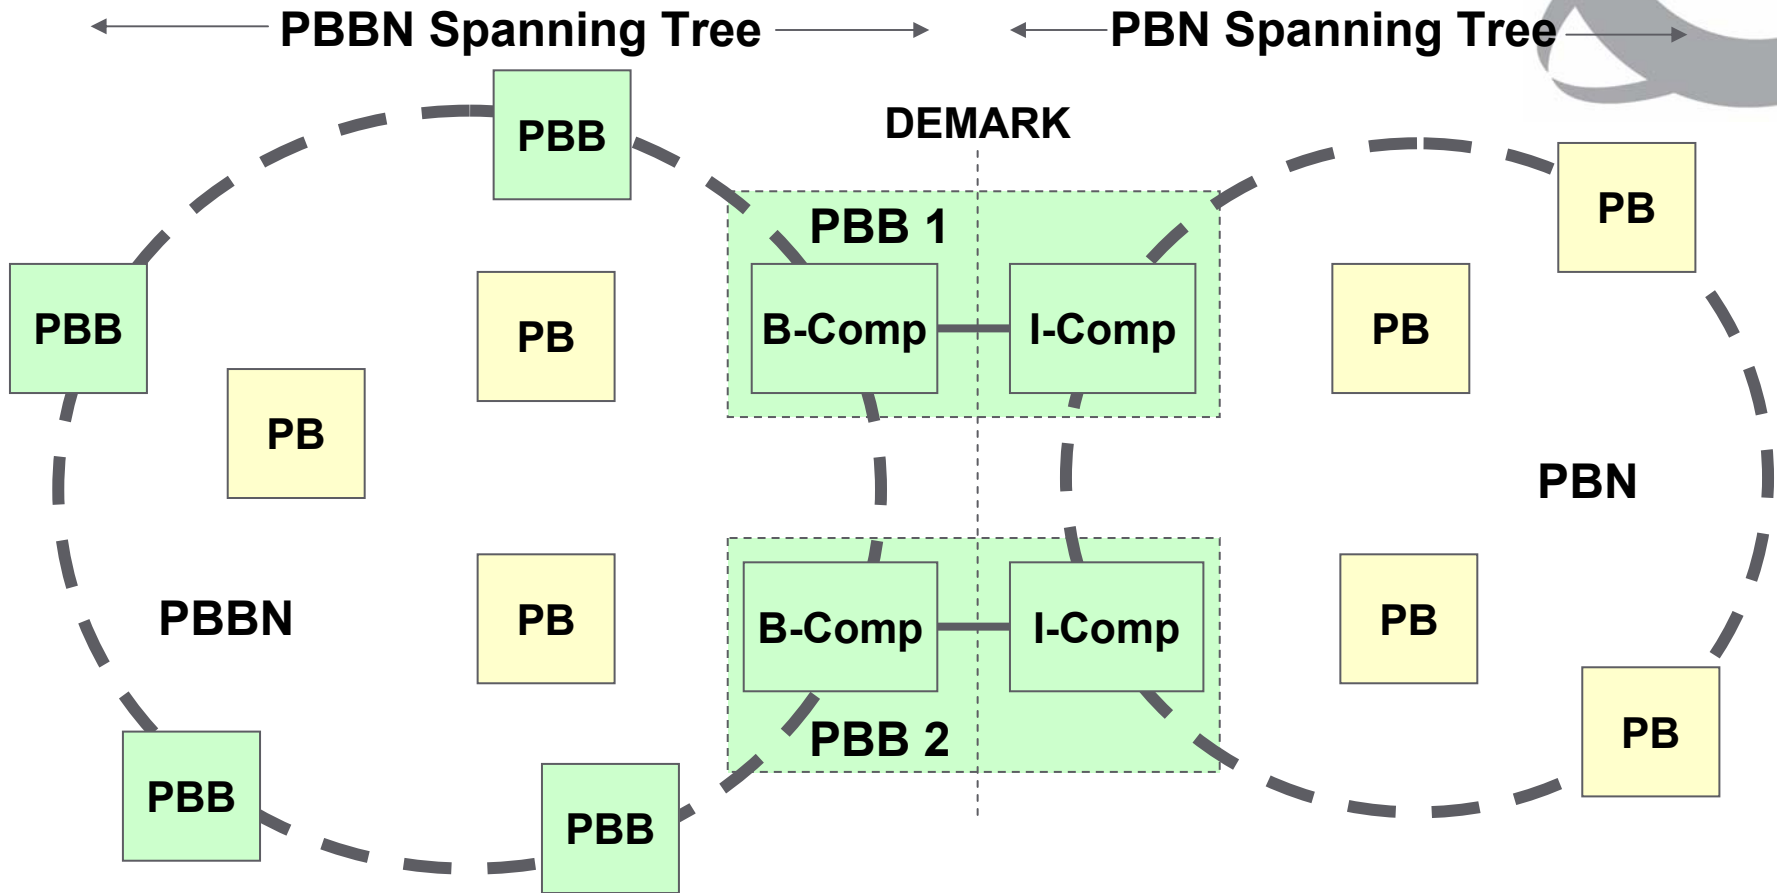 PBBN Spanning Tree
PBN Spanning Tree
DEMARK
PBB
PBB 1
PB
PBB
PB
B-Comp
I-Comp
PB
PB
PBN
PBBN
PB
B-Comp
I-Comp
PB
PBB 2
PB
PBB
PBB